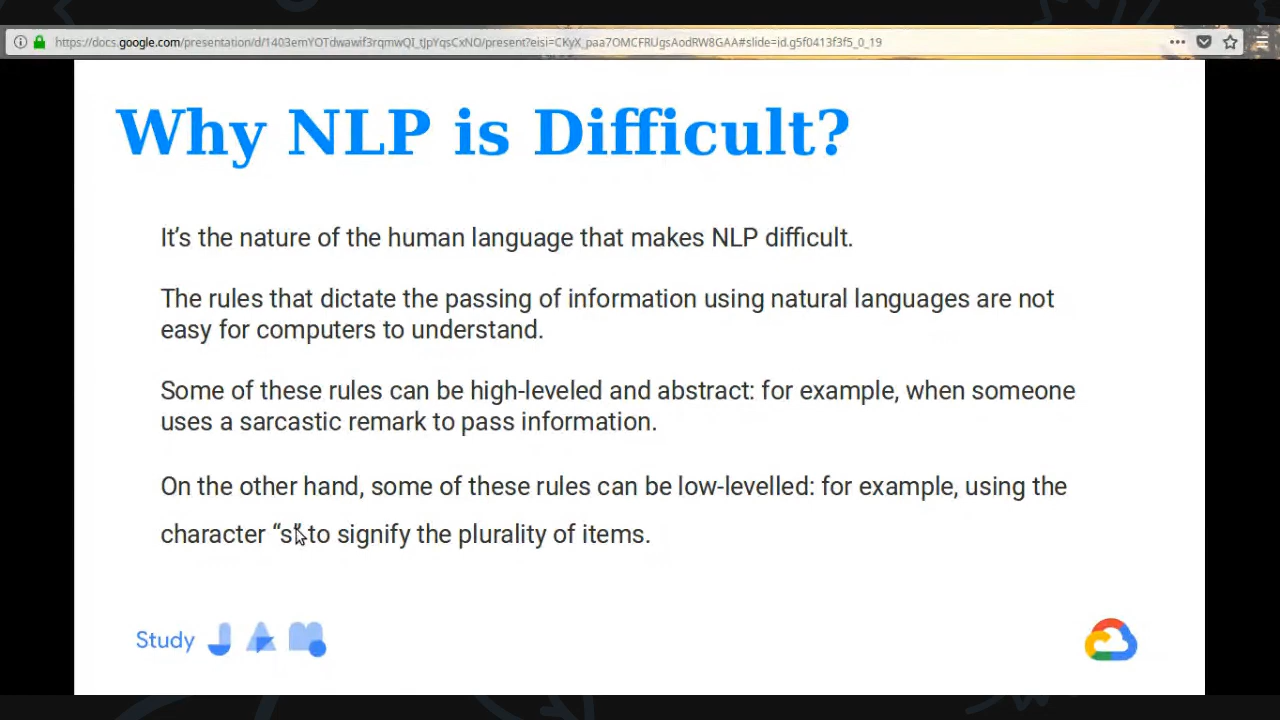 https://docs.google.com/presentation/d/1403emYOTdwawif3rqmwQI_tJpYqsCxNO/present?eisi=CKyX_paa7OMCFRUgsAodRW8GAA#slide=id.g5f0413f3f5_0_19
Why NLP is Difficult?
It’s the nature of the human language that makes NLP difficult.
The rules that dictate the passing of information using natural languages are not
easy for computers to understand.
Some of these rules can be high-leveled and abstract: for example, when someone
uses a sarcastic remark to pass information.
On the other hand, some of these rules can be low-levelled: for example, using the
character “s” to signify the plurality of items.
Study JAM